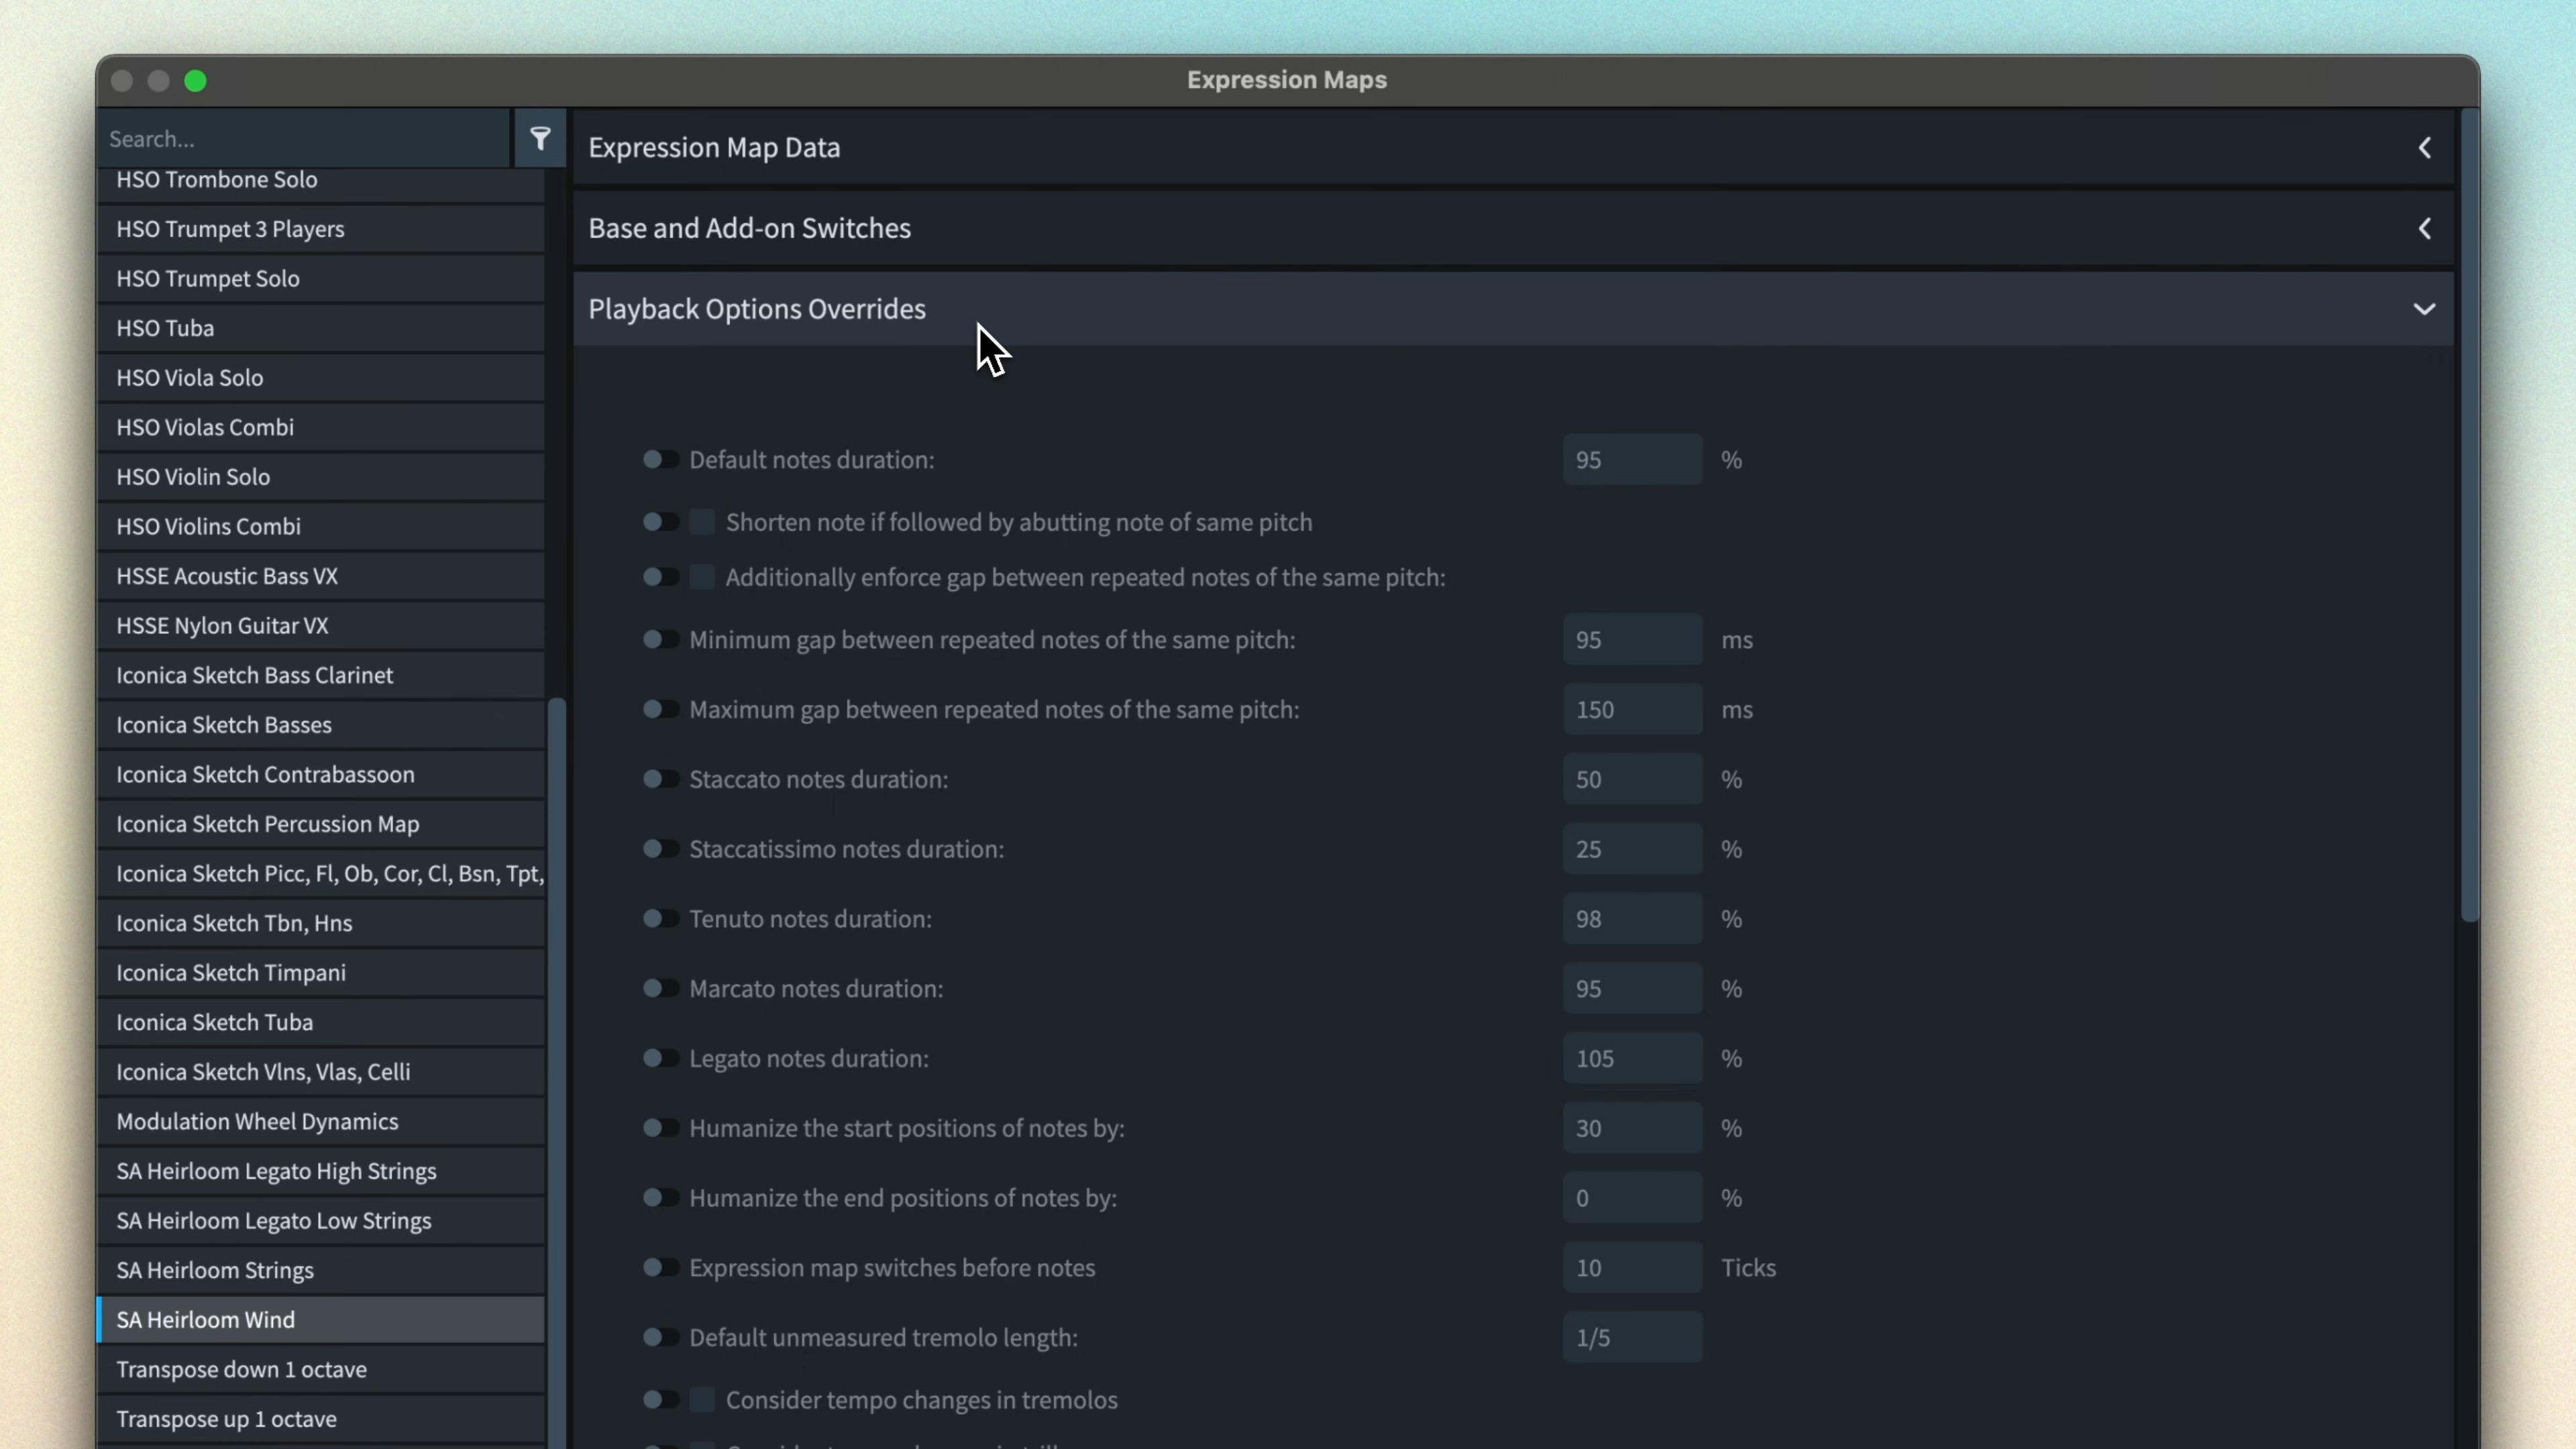 Expression Maps
Search...
HSO Trombone Solo
HSO Trumpet 3 Players
HSO Trumpet Solo
HSO Tuba
HSO Viola Solo
HSO Violas Combi
HSO Violin Solo
HSO Violins Combi
HSSE Acoustic Bass VX
HSSE Nylon Guitar VX
Iconica Sketch Bass Clarinet
Iconica Sketch Basses
Iconica Sketch Contrabassoon
Iconica Sketch Percussion Map
Iconica Sketch Picc, Fl, Ob, Cor, Cl, Bsn, Tpt,
Iconica Sketch Tbn, Hns
Iconica Sketch Timpani
Iconica Sketch Tuba
Iconica Sketch Vlns, Vlas, Celli
Modulation Wheel Dynamics
SA Heirloom Legato High Strings
SA Heirloom Legato Low Strings
SA Heirloom Strings
SA Heirloom Wind
Transpose down 1 octave
Transpose up 1 octave
Expression Map Data
Base and Add-on Switches
Playback Options Overrides
Default notes duration: 95 %
Shorten note if followed by abutting note of same pitch
Additionally enforce gap between repeated notes of the same pitch:
Minimum gap between repeated notes of the same pitch: 95 ms
Maximum gap between repeated notes of the same pitch: 150 ms
Staccato notes duration: 50 %
Staccatissimo notes duration: 25 %
Tenuto notes duration: 98 %
Marcato notes duration: 95 %
Legato notes duration: 105 %
Humanize the start positions of notes by: 30 %
Humanize the end positions of notes by: 0 %
Expression map switches before notes 10 Ticks
Default unmeasured tremolo length: 1/5
Consider tempo changes in tremolos